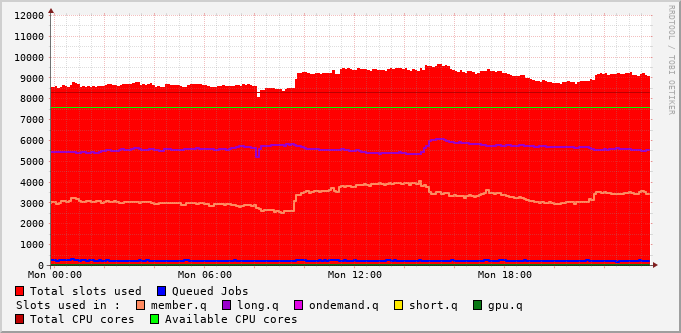 12000
11000
10000
9000
8000
7000
6000
5000
4000
3000
2000
1000
0
Mon 00:00 Mon 06:00 Mon 12:00 Mon 18:00
Total slots used Queued Jobs
Slots used in : member.q long.q ondemand.q short.q gpu.q
Total CPU cores Available CPU cores
RRDTOOL / TOBI OETIKER